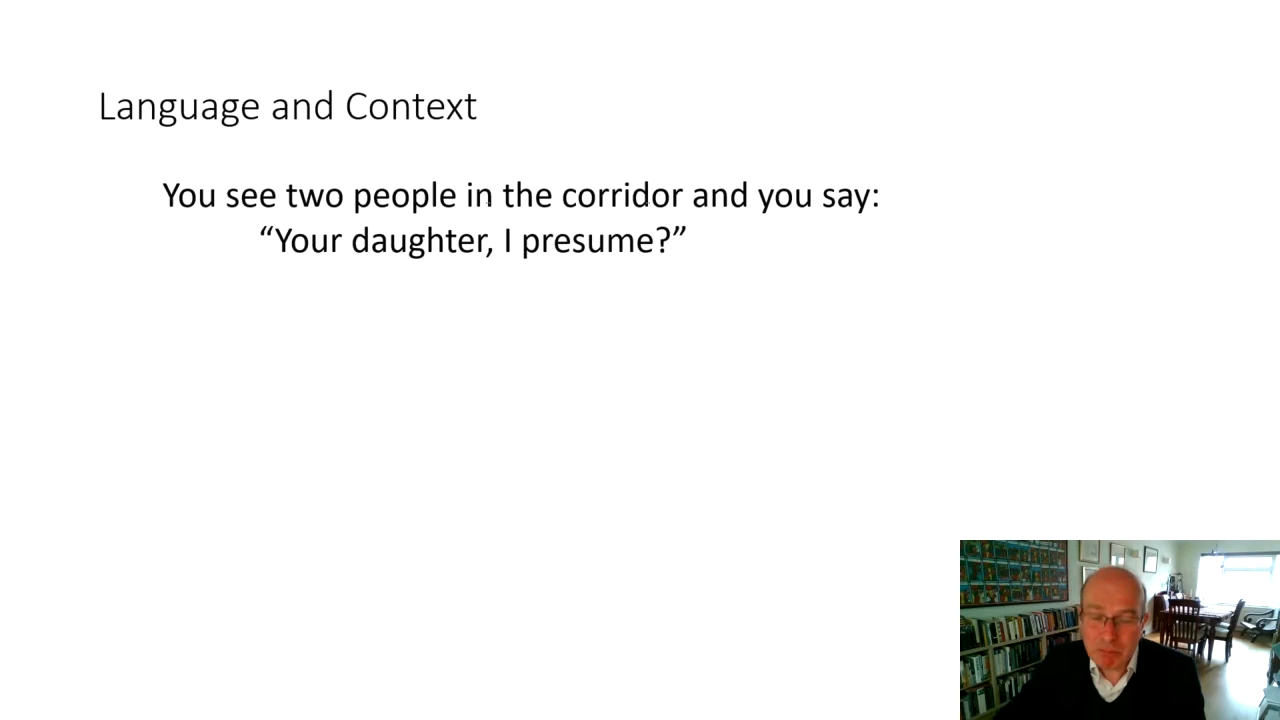 Language and Context
You see two people in the corridor and you say:
“Your daughter, I presume?”